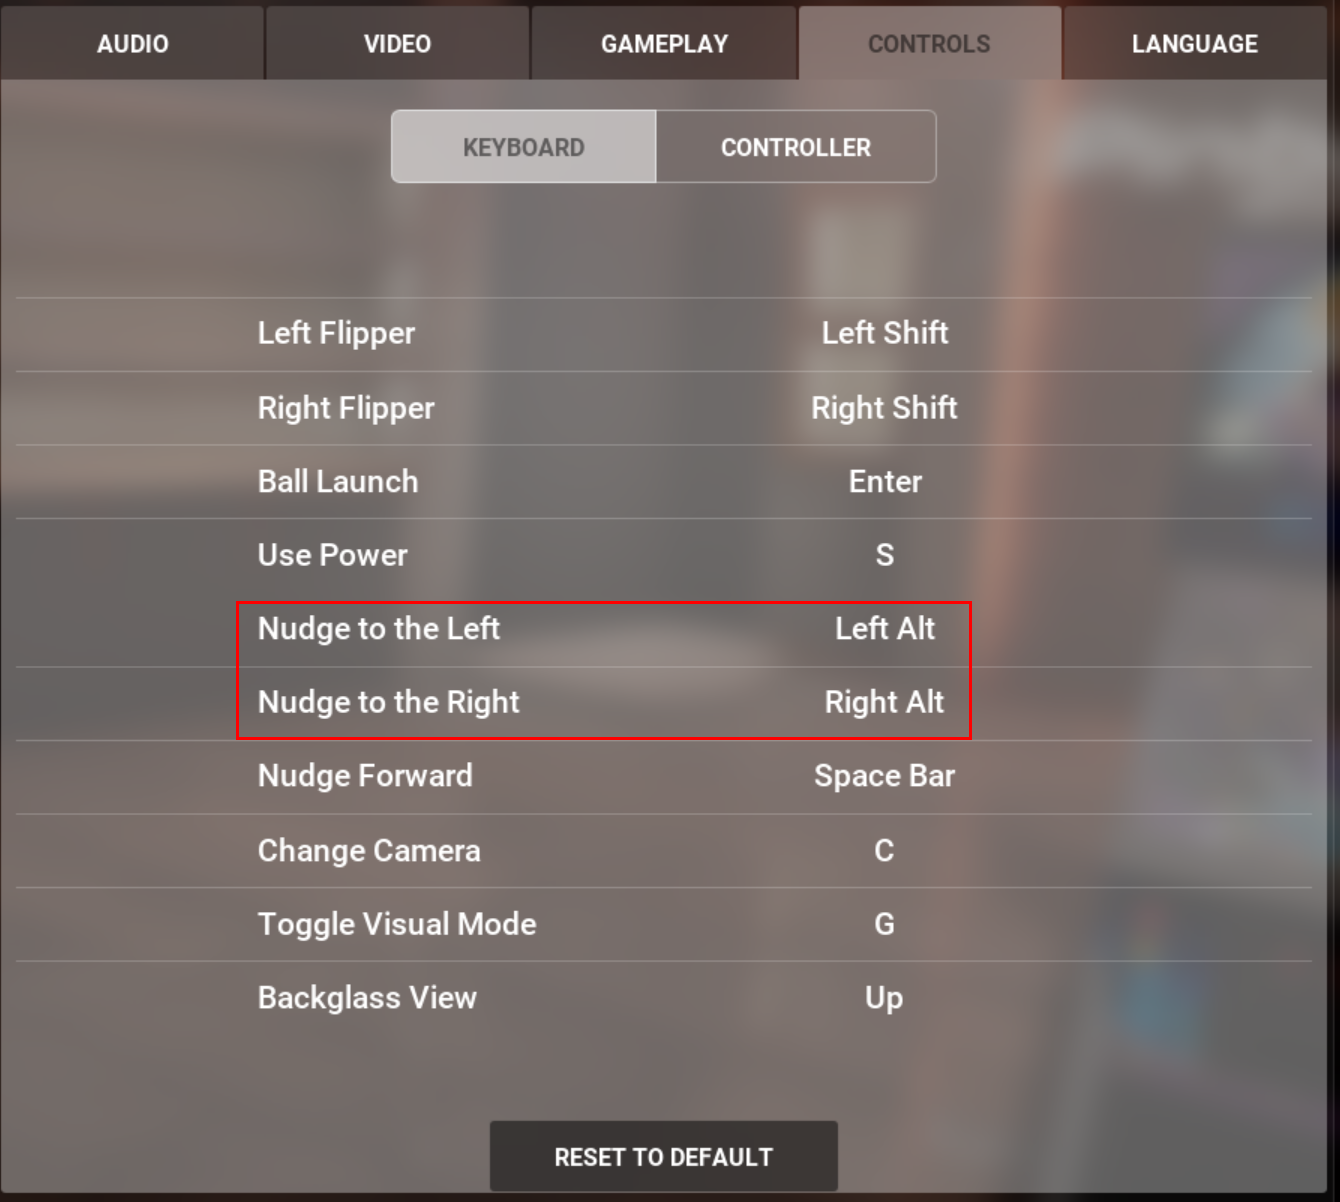 AUDIO VIDEO GAMEPLAY CONTROLS LANGUAGE
KEYBOARD CONTROLLER
Left Flipper Left Shift
Right Flipper Right Shift
Ball Launch Enter
Use Power S
Nudge to the Left Left Alt
Nudge to the Right Right Alt
Nudge Forward Space Bar
Change Camera C
Toggle Visual Mode G
Backglass View Up
RESET TO DEFAULT